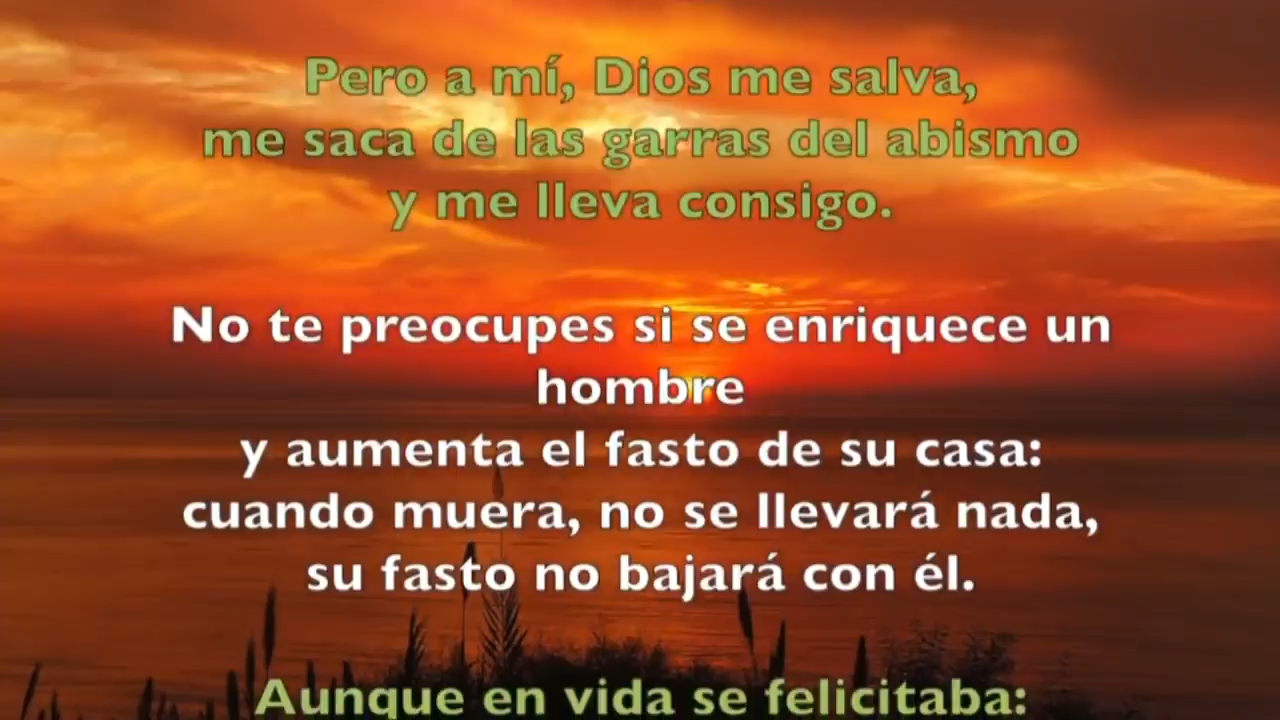 Pero a mí, Dios me salva,
me saca de las garras del abismo
y me lleva consigo.
No te preocupes si se enriquece un
hombre
y aumenta el fasto de su casa:
cuando muera, no se llevará nada,
su fasto no bajará con él.
Aunque en vida se felicitaba: